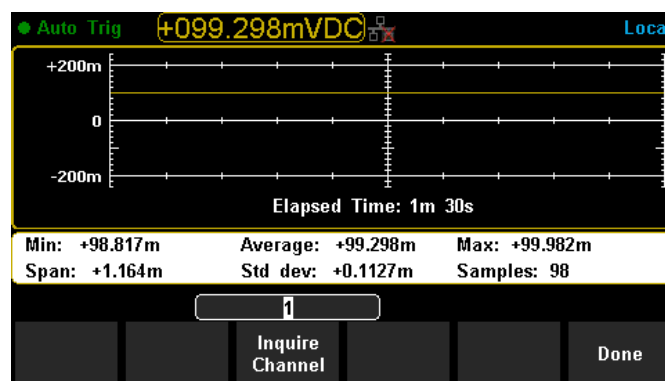 Auto Trig +099.298mVDC Loca
+200m
0
-200m
Elapsed Time: 1m 30s
Min: +98.817m Average: +99.298m Max: +99.982m
Span: +1.164m Std dev: +0.1127m Samples: 98
1
Inquire
Channel
Done